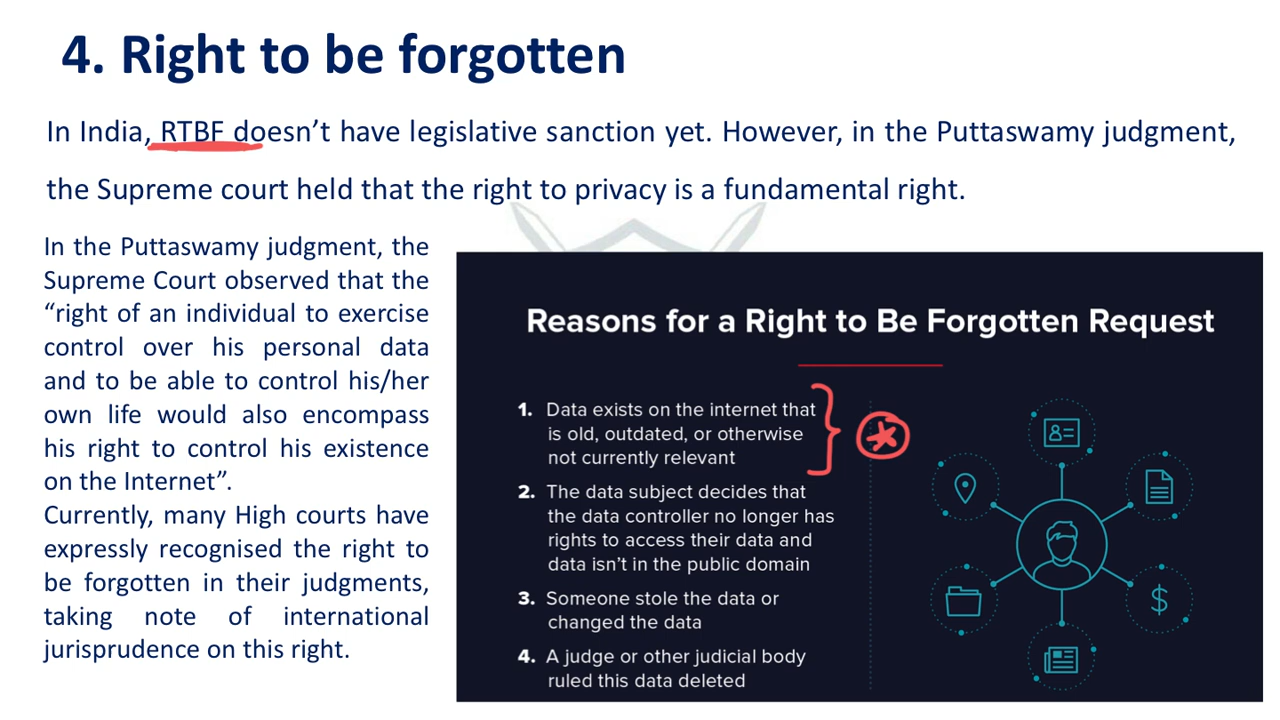 4. Right to be forgotten
In India, RTBF doesn’t have legislative sanction yet. However, in the Puttaswamy judgment,
the Supreme court held that the right to privacy is a fundamental right.
In the Puttaswamy judgment, the
Supreme Court observed that the
“right of an individual to exercise
control over his personal data
and to be able to control his/her
own life would also encompass
his right to control his existence
on the Internet”.
Currently, many High courts have
expressly recognised the right to
be forgotten in their judgments,
taking note of international
jurisprudence on this right.
Reasons for a Right to Be Forgotten Request
1. Data exists on the internet that
is old, outdated, or otherwise
not currently relevant
2. The data subject decides that
the data controller no longer has
rights to access their data and
data isn’t in the public domain
3. Someone stole the data or
changed the data
4. A judge or other judicial body
ruled this data deleted
$